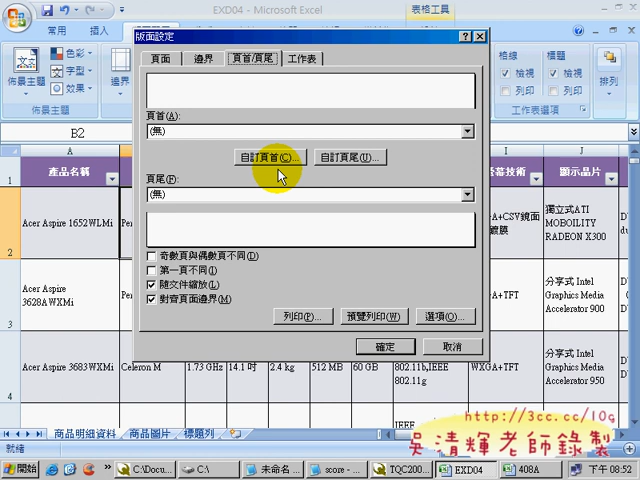 EXD04 - Microsoft Excel
表格工具
常用
插入
版面設定
頁面
邊界
頁首/頁尾
工作表
色彩
字型
效果
佈景主題
邊界
佈景主題
格線
標題
檢視
檢視
列印
列印
排列
工作表選項
頁首(A):
(無)
自訂頁首(C)...
自訂頁尾(U)...
頁尾(F):
(無)
奇數頁與偶數頁不同(D)
第一頁不同(I)
隨文件縮放(L)
對齊頁面邊界(M)
列印(P)...
預覽列印(W)
選項(O)...
確定
取消
B2
A
I
J
1
產品名稱
顯示晶片
2
Acer Aspire 1652WLMi
獨立式ATI
MOBOILITY
RADEON X300
3
Acer Aspire
3628AWXMi
A+TFT
分享式 Intel
Graphics Media
Accelerator 900
4
Acer Aspire 3683WXMi
Celeron M
1.73 GHz
14.1 吋
2.4 kg
512 MB
60 GB
802.11b,IEEE
802.11g
WXGA+TFT
分享式 Intel
Graphics Media
Accelerator 950
商品明細資料
商品圖片
標題列
就緒
http://3cc.cc/10g
吳清輝老師錄製
開始
C:\Docu...
C:\
未命名 ...
score - ...
TQC200...
EXD04
408A
下午 08:52